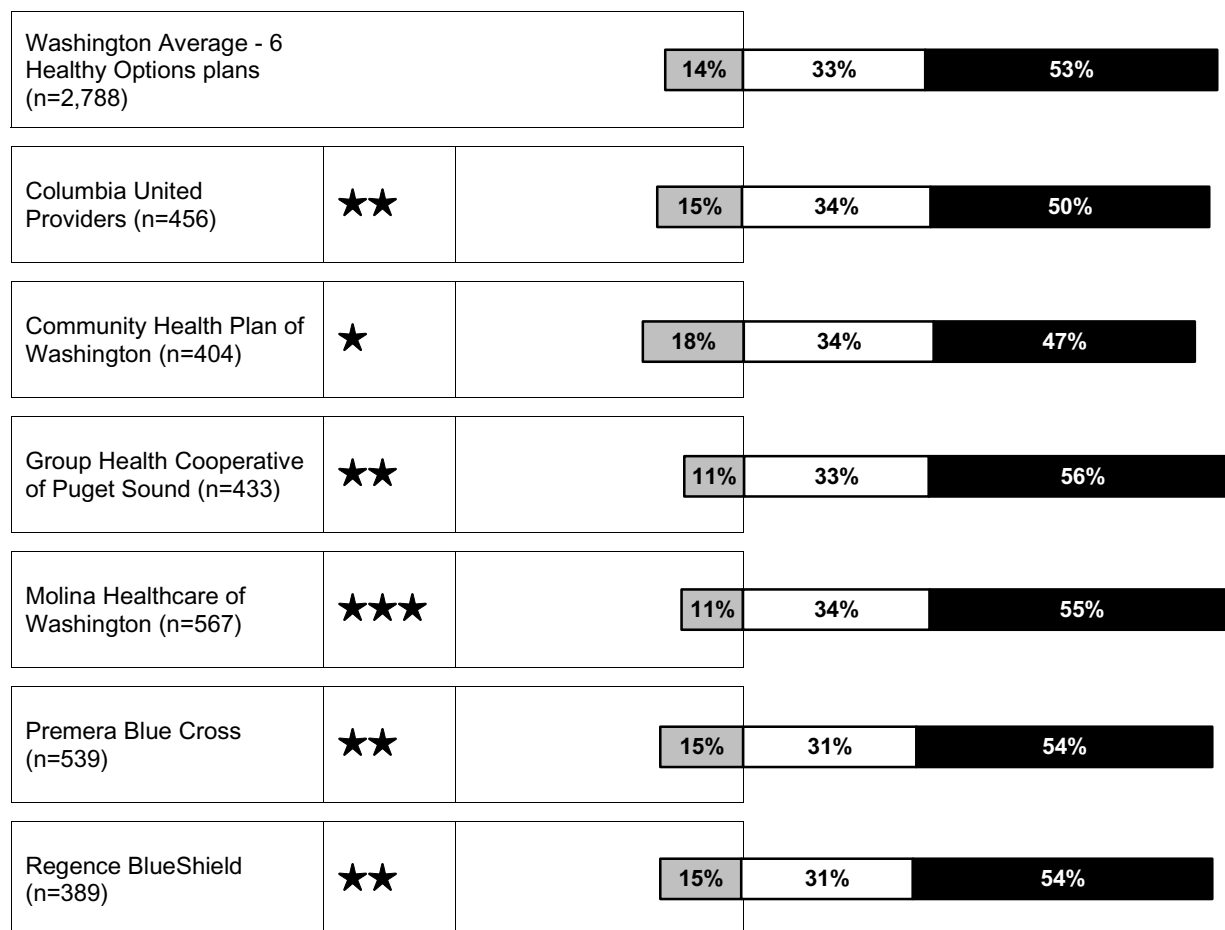 Washington Average - 6
Healthy Options plans
(n=2,788)
14% 33% 53%
Columbia United
Providers (n=456)
★★
15% 34% 50%
Community Health Plan of
Washington (n=404)
★
18% 34% 47%
Group Health Cooperative
of Puget Sound (n=433)
★★
11% 33% 56%
Molina Healthcare of
Washington (n=567)
★★★
11% 34% 55%
Premera Blue Cross
(n=539)
★★
15% 31% 54%
Regence BlueShield
(n=389)
★★
15% 31% 54%